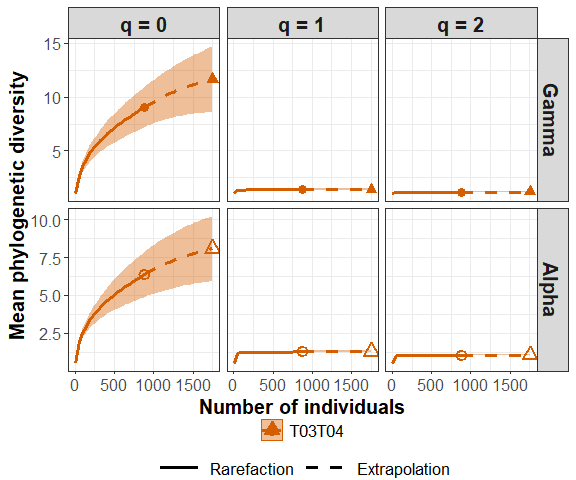 q = 0 q = 1 q = 2
Mean phylogenetic diversity
15
10
5
Gamma
10.0
7.5
5.0
2.5
Alpha
0 500 1000 1500 0 500 1000 1500 0 500 1000 1500
Number of individuals
T03T04
Rarefaction Extrapolation